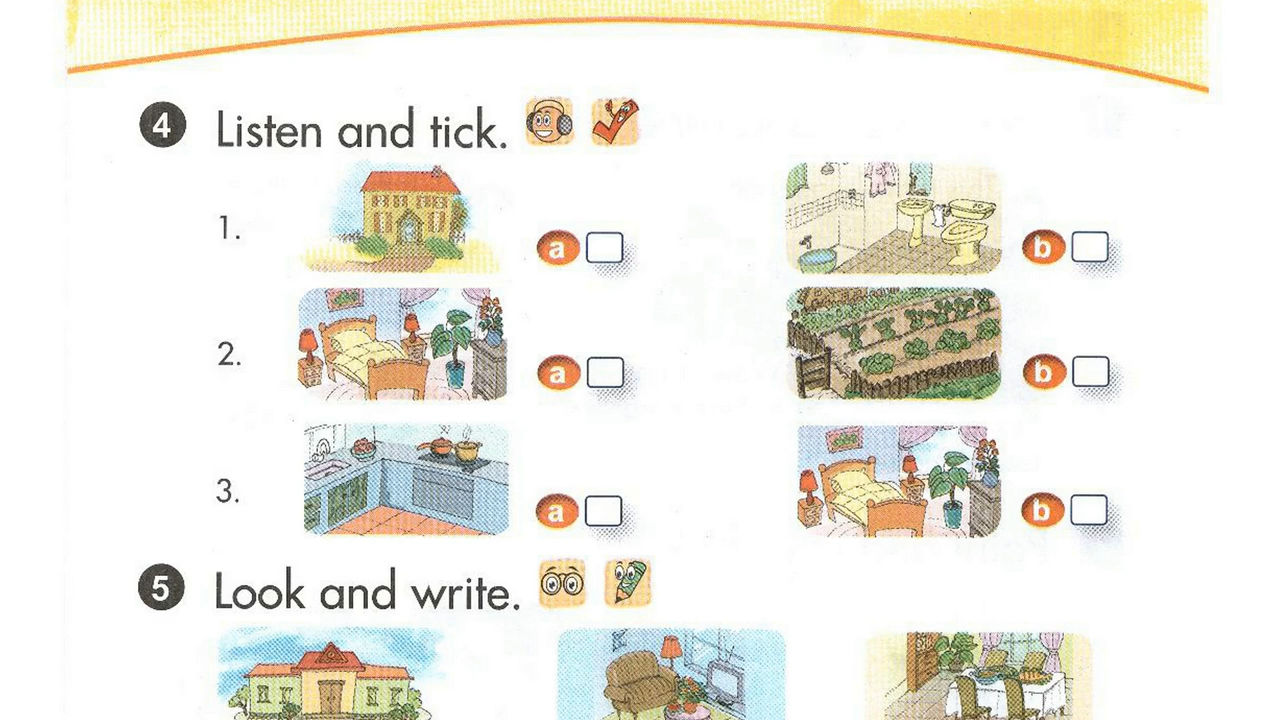 4 Listen and tick.
1. a b
2. a b
3. a b
5 Look and write.